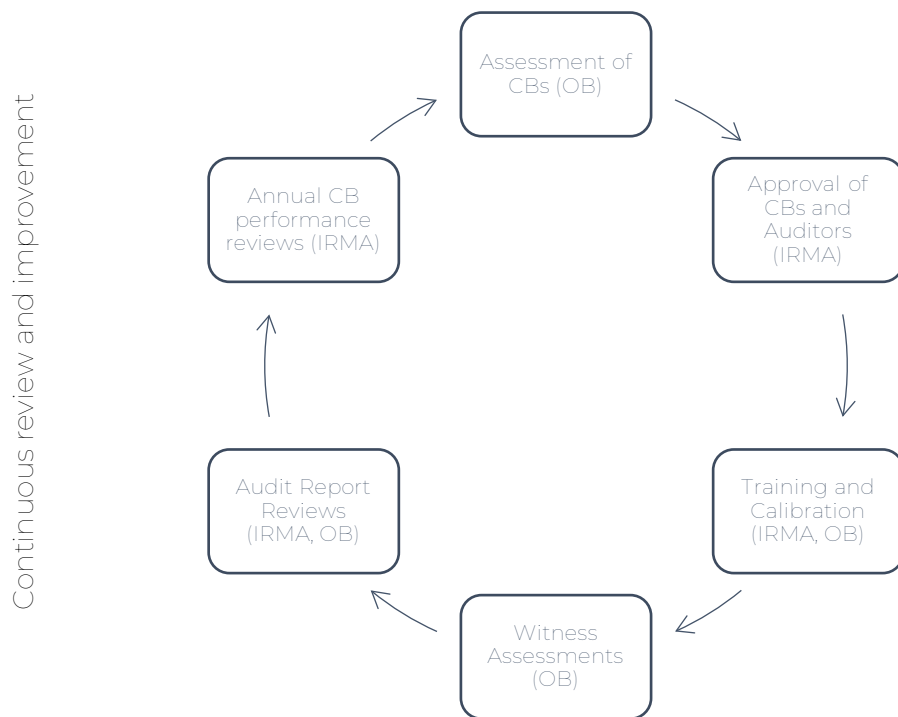 Continuous review and improvement
Assessment of
CBs (OB)
Approval of
CBs and
Auditors
(IRMA)
Training and
Calibration
(IRMA, OB)
Witness
Assessments
(OB)
Audit Report
Reviews
(IRMA, OB)
Annual CB
performance
reviews (IRMA)